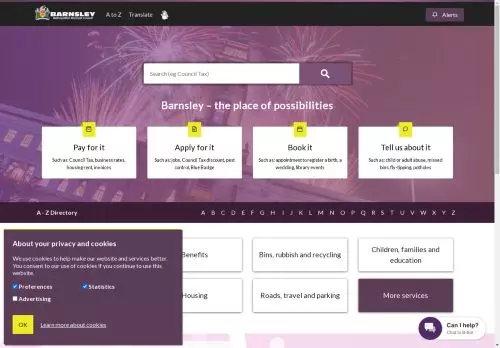 BARNSLEY
Metropolitan Borough Council
A to Z
Translate
Alerts
Search (eg Council Tax)
Barnsley – the place of possibilities
Pay for it
Such as: Council Tax, business rates,
housing rent, invoices
Apply for it
Such as: jobs, Council Tax discount, pest
control, Blue Badge
Book it
Such as: appointment to register a birth, a
wedding, library events
Tell us about it
Such as: child or adult abuse, missed
bins, fly-tipping, potholes
A - Z Directory
A B C D E F G H I J K L M N O P Q R S T U V W X Y Z
Benefits
Bins, rubbish and recycling
Children, families and
education
Housing
Roads, travel and parking
More services
About your privacy and cookies
We use cookies to help make our website and services better.
You consent to our use of cookies if you continue to use this
website.
Preferences
Statistics
Advertising
OK
Learn more about cookies
Can I help?
Chat to B-Bot